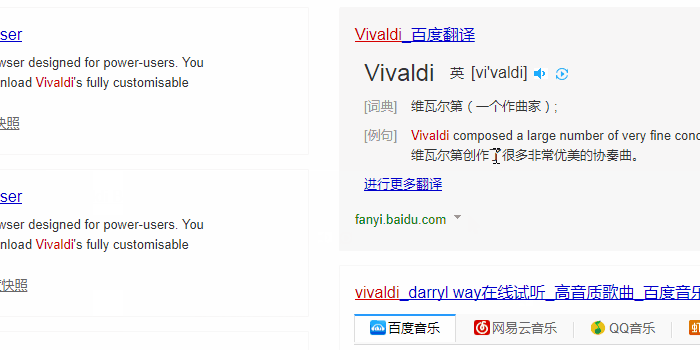 ser
wser designed for power-users. You
nload Vivaldi's fully customisable
快照
ser
wser designed for power-users. You
nload Vivaldi's fully customisable
度快照
Vivaldi_百度翻译
Vivaldi 英 [vi'valdi]
[词典] 维瓦尔第（一个作曲家）;
[例句] Vivaldi composed a large number of very fine conc
维瓦尔第创作了很多非常优美的协奏曲。
进行更多翻译
fanyi.baidu.com
vivaldi_darryl way在线试听_高音质歌曲_百度音乐
百度音乐 网易云音乐 QQ音乐 虾